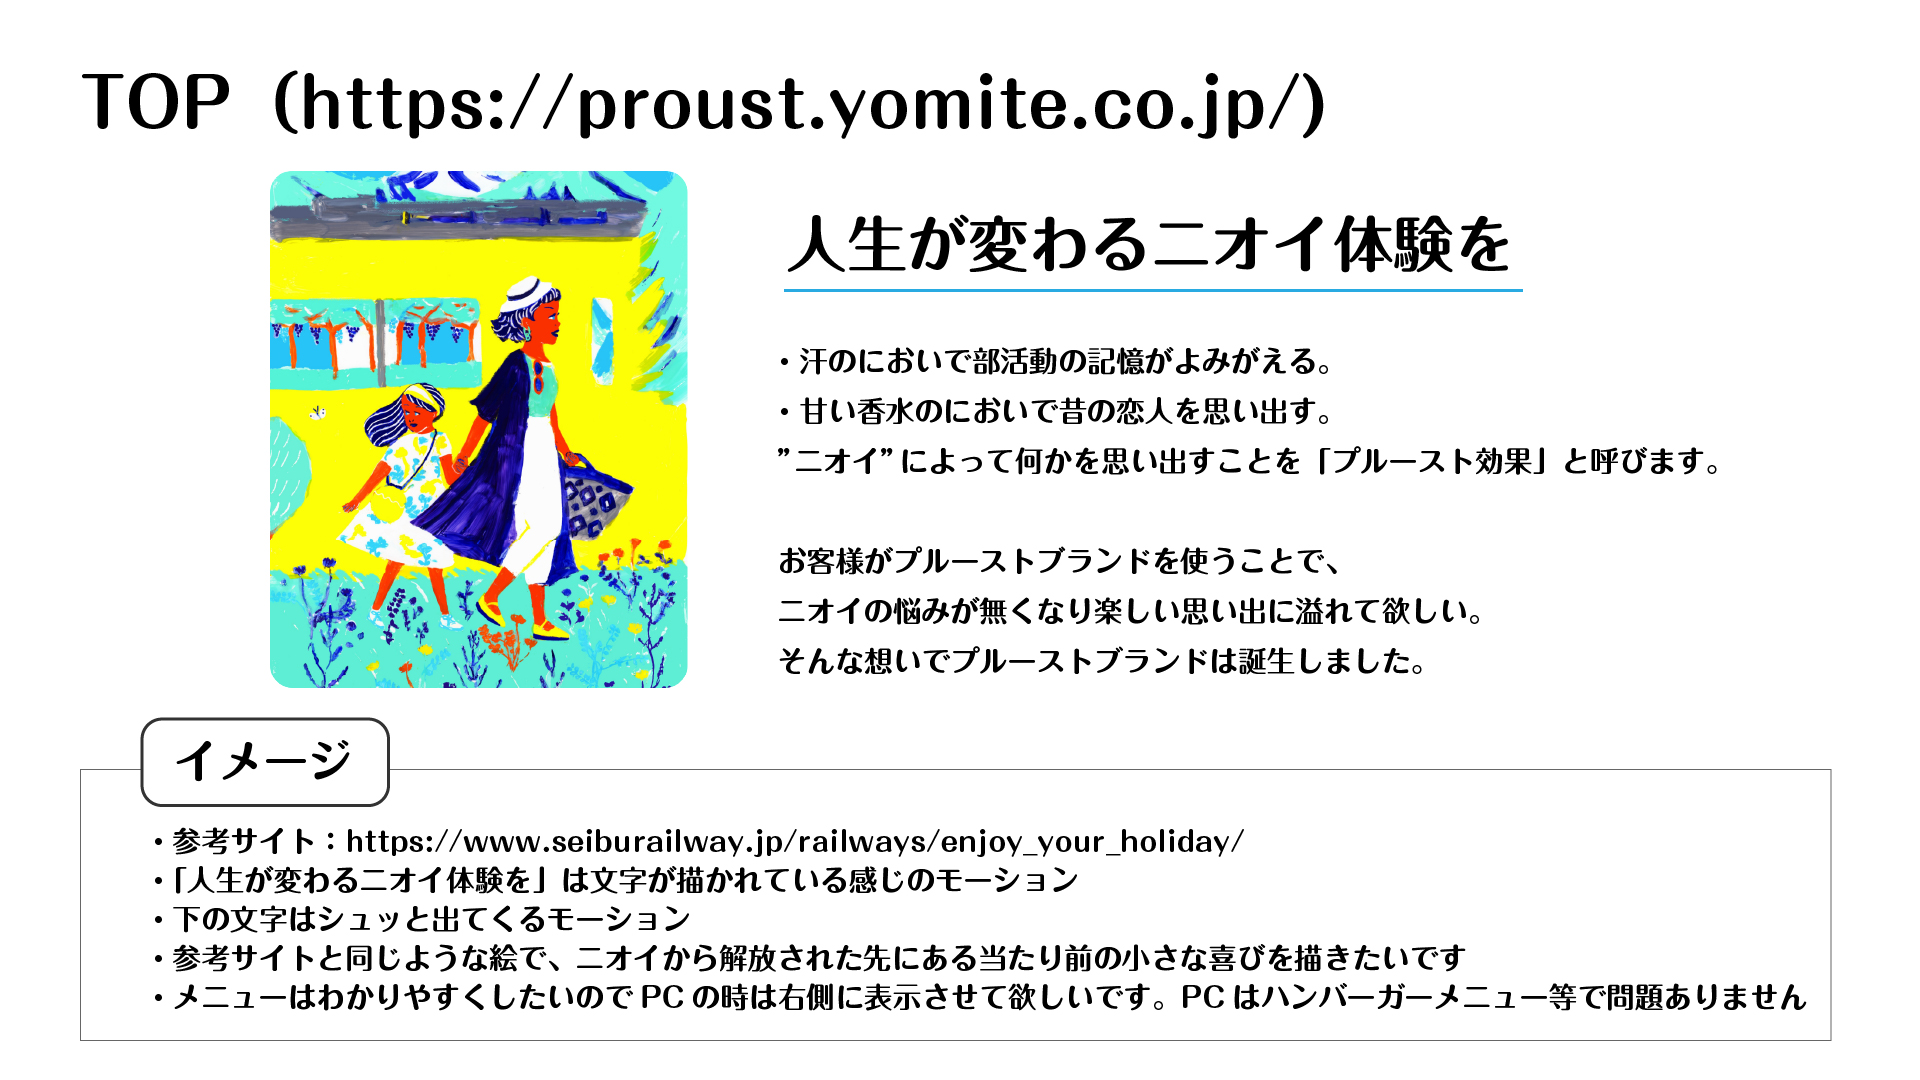 TOP（https://proust.yomite.co.jp/)
人生が変わるニオイ体験を
・汗のにおいで部活動の記憶がよみがえる。
・甘い香水のにおいで昔の恋人を思い出す。
”ニオイ”によって何かを思い出すことを「プルースト効果」と呼びます。
お客様がプルーストブランドを使うことで、
ニオイの悩みが無くなり楽しい思い出に溢れて欲しい。
そんな想いでプルーストブランドは誕生しました。
イメージ
・参考サイト：https://www.seiburailway.jp/railways/enjoy_your_holiday/
・「人生が変わるニオイ体験を」は文字が描かれている感じのモーション
・下の文字はシュッと出てくるモーション
・参考サイトと同じような絵で、ニオイから解放された先にある当たり前の小さな喜びを描きたいです
・メニューはわかりやすくしたいのでPCの時は右側に表示させて欲しいです。PCはハンバーガーメニュー等で問題ありません